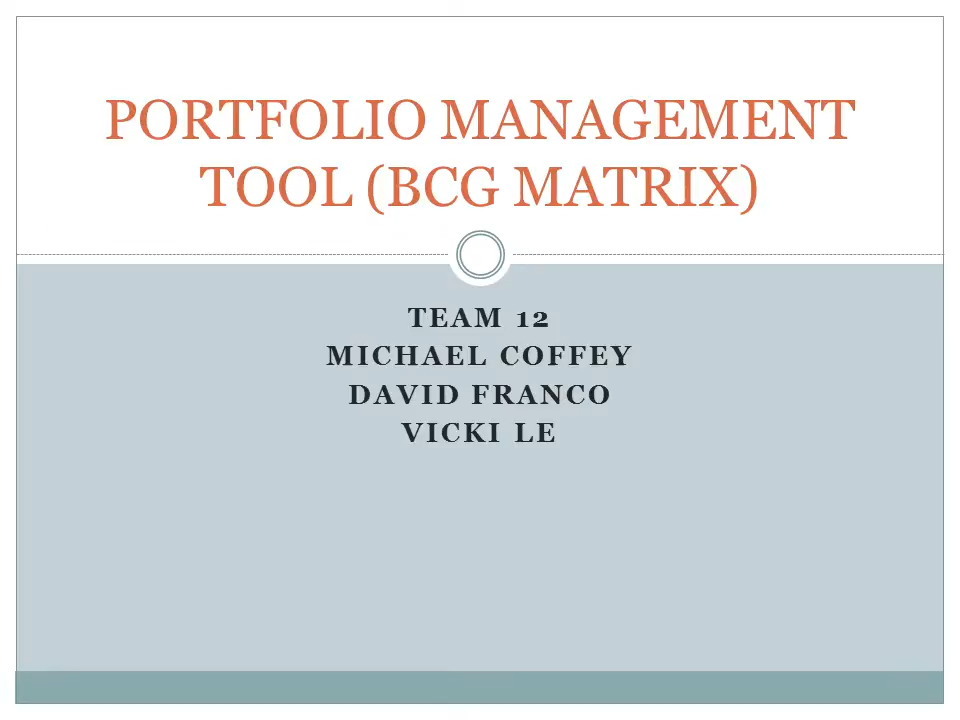 PORTFOLIO MANAGEMENT
TOOL (BCG MATRIX)
TEAM 12
MICHAEL COFFEY
DAVID FRANCO
VICKI LE